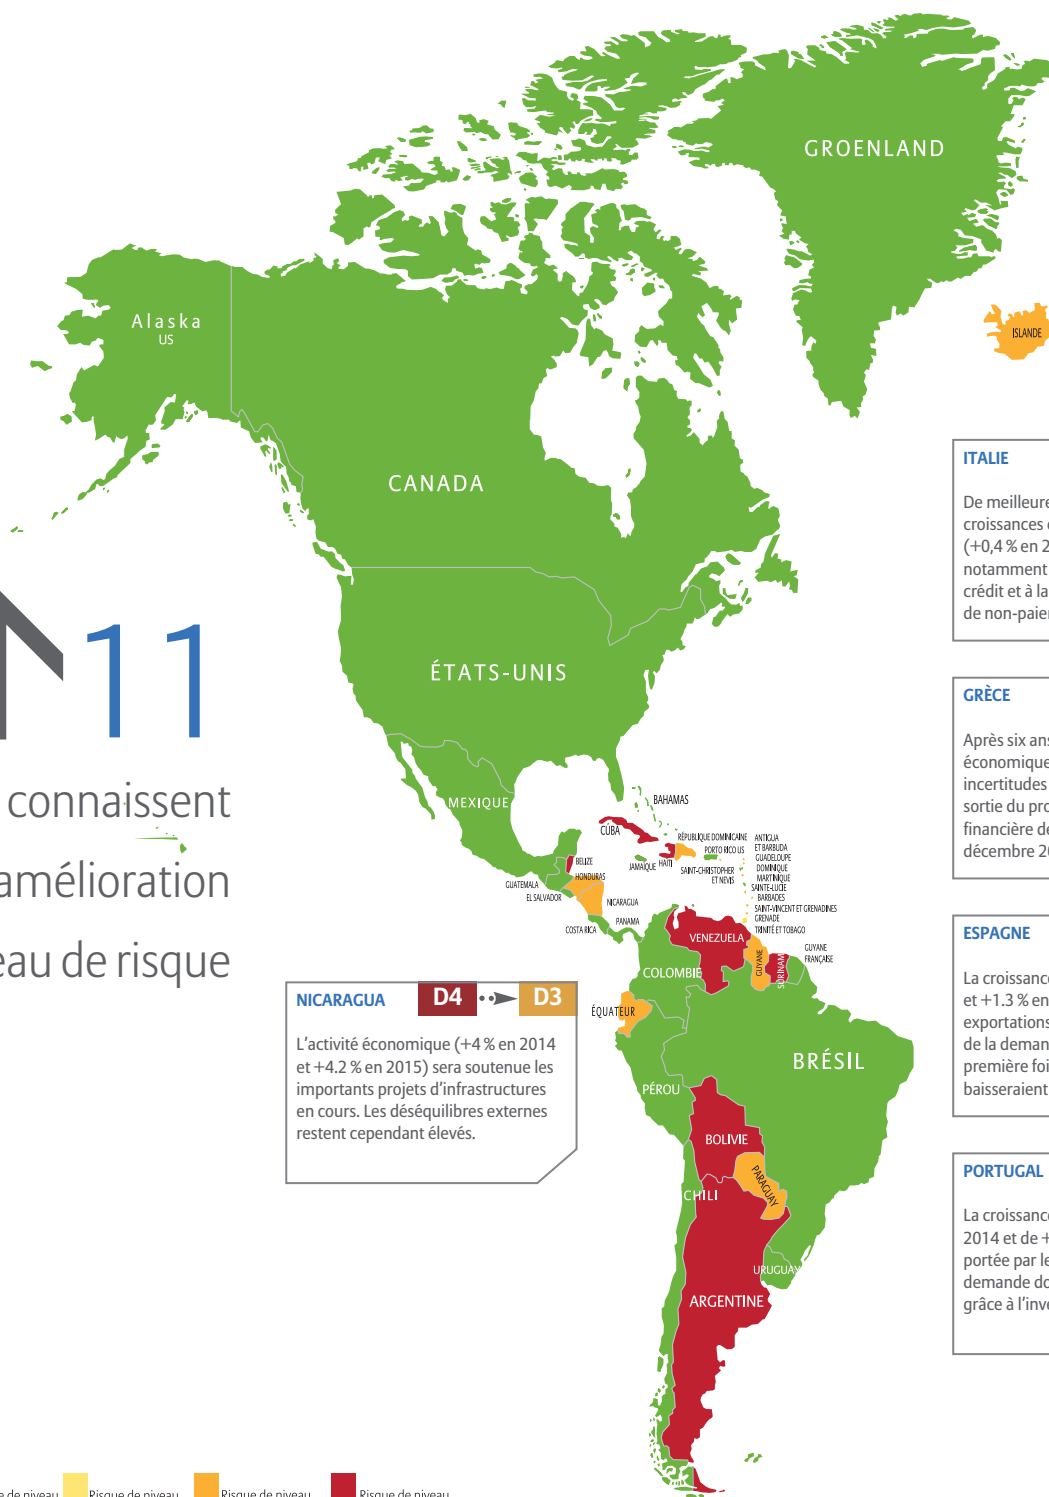 GROENLAND
Alaska
US
ISLANDE
CANADA
ÉTATS-UNIS
11
connaissent
amélioration
de risque
MEXIQUE
BAHAMAS
CUBA
RÉPUBLIQUE DOMINICAINE
PORTO RICO US
JAMAÏQUE
HAITI
SAINT-CHRISTOPHER
ET NEVIS
ANTIGUA
ET BARBUDA
GUADELOUPE
DOMINIQUE
MARTINIQUE
SAINTE-LUCIE
BARBADES
SAINT-VINCENT ET GRENADINES
GRENADE
TRINITÉ ET TOBAGO
BELIZE
HONDURAS
GUATEMALA
EL SALVADOR
NICARAGUA
COSTA RICA
PANAMA
VENEZUELA
GUYANE
SURINAM
GUYANE
FRANÇAISE
COLOMBIE
ÉQUATEUR
BRÉSIL
PÉROU
BOLIVIE
PARAGUAY
CHILI
URUGUAY
ARGENTINE
NICARAGUA D4 D3
L'activité économique (+4 % en 2014
et +4.2 % en 2015) sera soutenue les
importants projets d'infrastructures
en cours. Les déséquilibres externes
restent cependant élevés.
ITALIE
De meilleure
croissances
(+0,4 % en 2
notamment
crédit et à la
de non-paie
GRÈCE
Après six ans
économique
incertitudes
sortie du pro
financière de
décembre 20
ESPAGNE
La croissance
et +1.3 % en
exportations
de la deman
première foi
baisseraient
PORTUGAL
La croissance
2014 et de +
portée par le
demande do
grâce à l'inve
de niveau
Risque de niveau
Risque de niveau
Risque de niveau